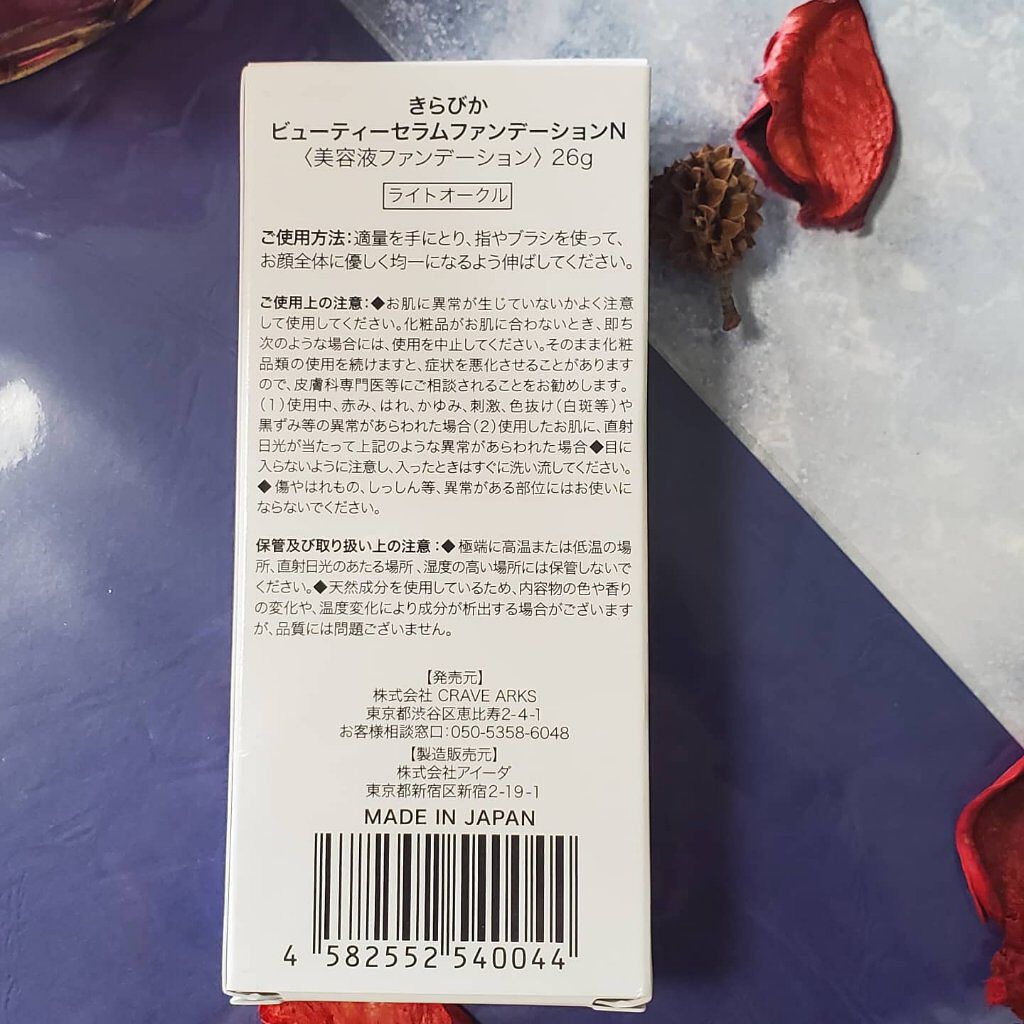 きらびか
ビューティーセラムファンデーションN
〈美容液ファンデーション〉26g
ライトオークル
ご使用方法:適量を手にとり、指やブラシを使って、
お顔全体に優しく均一になるよう伸ばしてください。
ご使用上の注意:◆お肌に異常が生じていないかよく注意
して使用してください。化粧品がお肌に合わないとき、即ち
次のような場合には、使用を中止してください。そのまま化粧
品類の使用を続けますと、症状を悪化させることがあります
ので、皮膚科専門医等にご相談されることをお勧めします。
(1)使用中、赤み、はれ、かゆみ、刺激、色抜け(白斑等)や
黒ずみ等の異常があらわれた場合(2)使用したお肌に、直射
日光が当たって上記のような異常があらわれた場合◆目に
入らないように注意し、入ったときはすぐに洗い流してください。
◆傷やはれもの、しっしん等、異常がある部位にはお使いに
ならないでください。
保管及び取り扱い上の注意:◆極端に高温または低温の場
所、直射日光のあたる場所、湿度の高い場所には保管しないで
ください。◆天然成分を使用しているため、内容物の色や香り
の変化や、温度変化により成分が析出する場合がございます
が、品質には問題ございません。
【発売元】
株式会社 CRAVE ARKS
東京都渋谷区恵比寿2-4-1
お客様相談窓口:050-5358-6048
【製造販売元】
株式会社アイーダ
東京都新宿区新宿2-19-1
MADE IN JAPAN
4 582552 540044